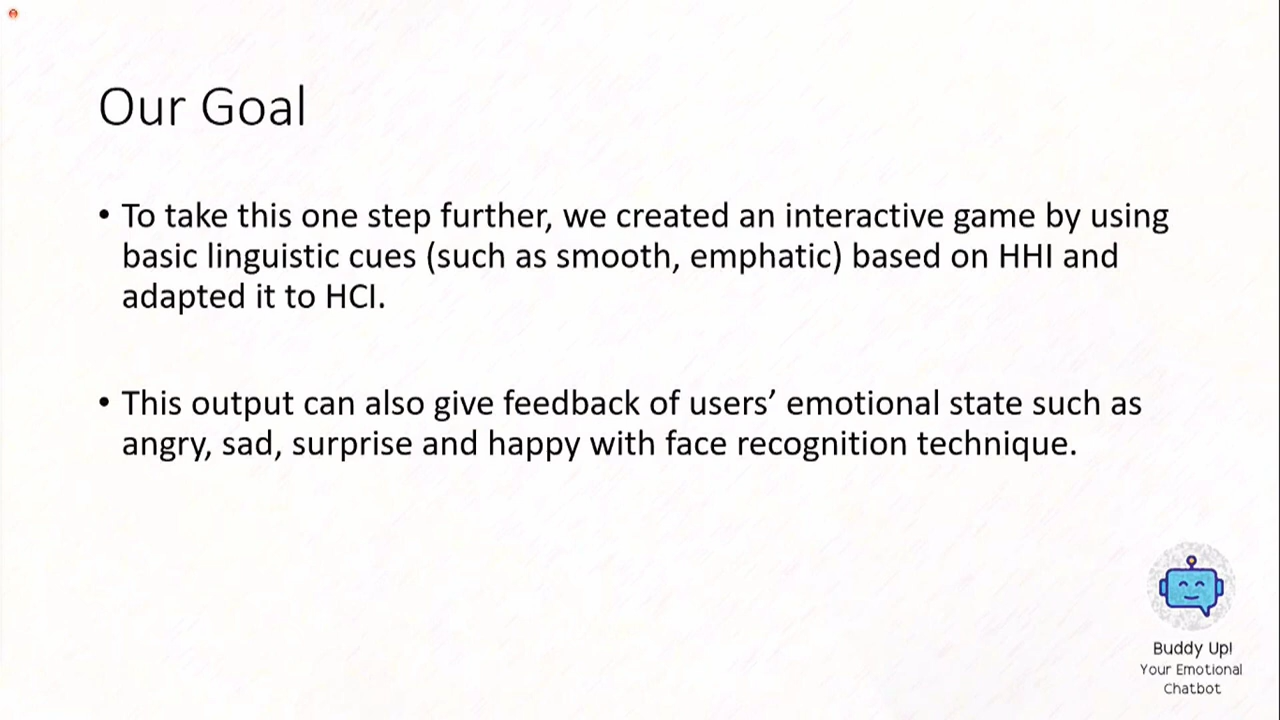 Our Goal
• To take this one step further, we created an interactive game by using
basic linguistic cues (such as smooth, emphatic) based on HHI and
adapted it to HCI.
• This output can also give feedback of users’ emotional state such as
angry, sad, surprise and happy with face recognition technique.
Buddy Up!
Your Emotional
Chatbot